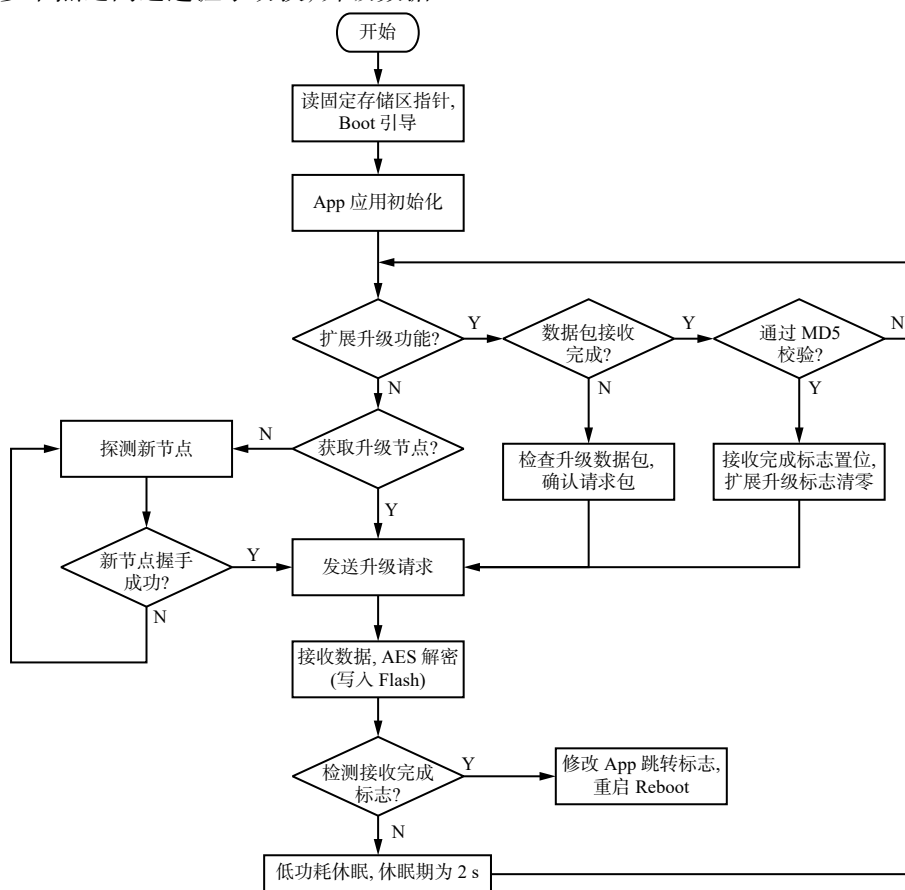 开始
读固定存储区指针,
Boot 引导
App 应用初始化
扩展升级功能?
Y
数据包接收
完成?
Y
通过 MD5
校验?
N
N
N
Y
探测新节点
N
获取升级节点?
检查升级数据包,
确认请求包
接收完成标志置位,
扩展升级标志清零
Y
新节点握手
成功?
Y
发送升级请求
N
接收数据, AES 解密
(写入 Flash)
检测接收完成
标志?
Y
修改 App 跳转标志,
重启 Reboot
N
低功耗休眠, 休眠期为 2 s